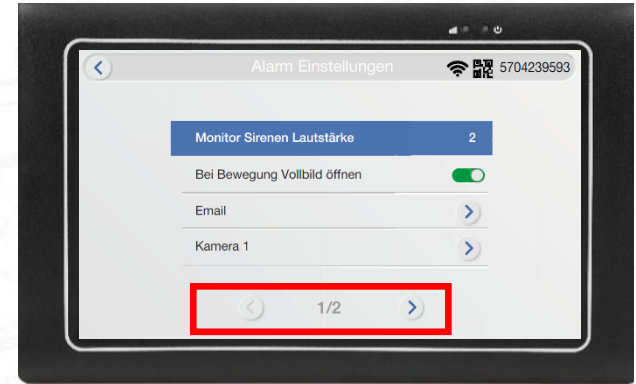 Alarm Einstellungen
5704239593
Monitor Sirenen Lautstärke 2
Bei Bewegung Vollbild öffnen
Email
Kamera 1
1/2